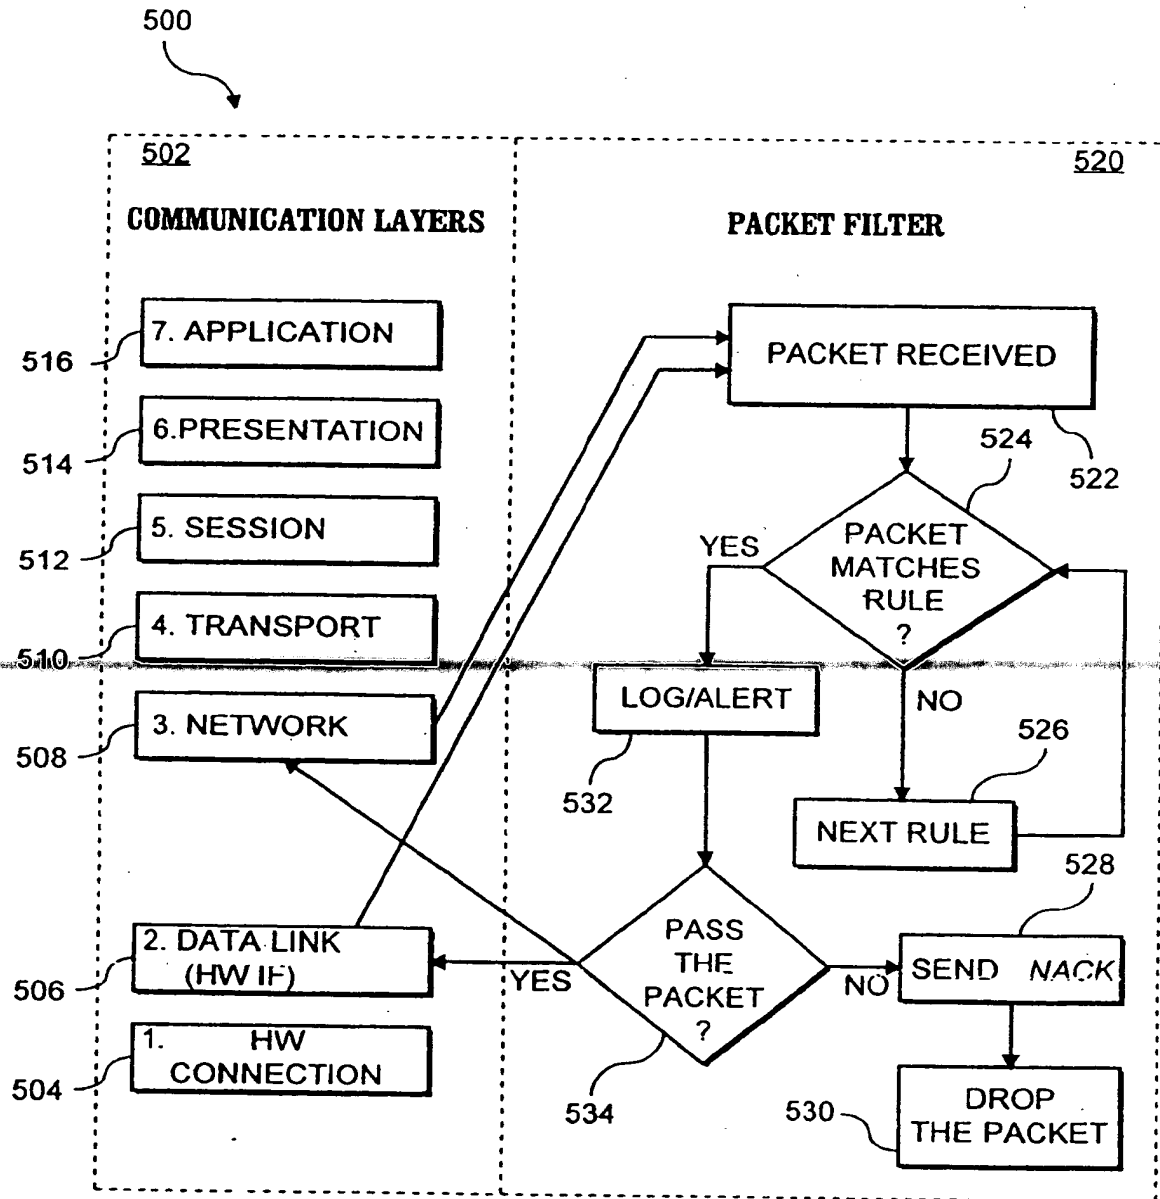 500
502
520
COMMUNICATION LAYERS
PACKET FILTER
7. APPLICATION
516
6.PRESENTATION
514
5. SESSION
512
4. TRANSPORT
510
3. NETWORK
508
2. DATA LINK
(HW IF)
506
1. HW
CONNECTION
504
PACKET RECEIVED
522
524
PACKET
MATCHES
RULE
?
YES
NO
LOG/ALERT
532
526
NEXT RULE
528
PASS
THE
PACKET
?
YES
NO
534
SEND NACK
530
DROP
THE PACKET